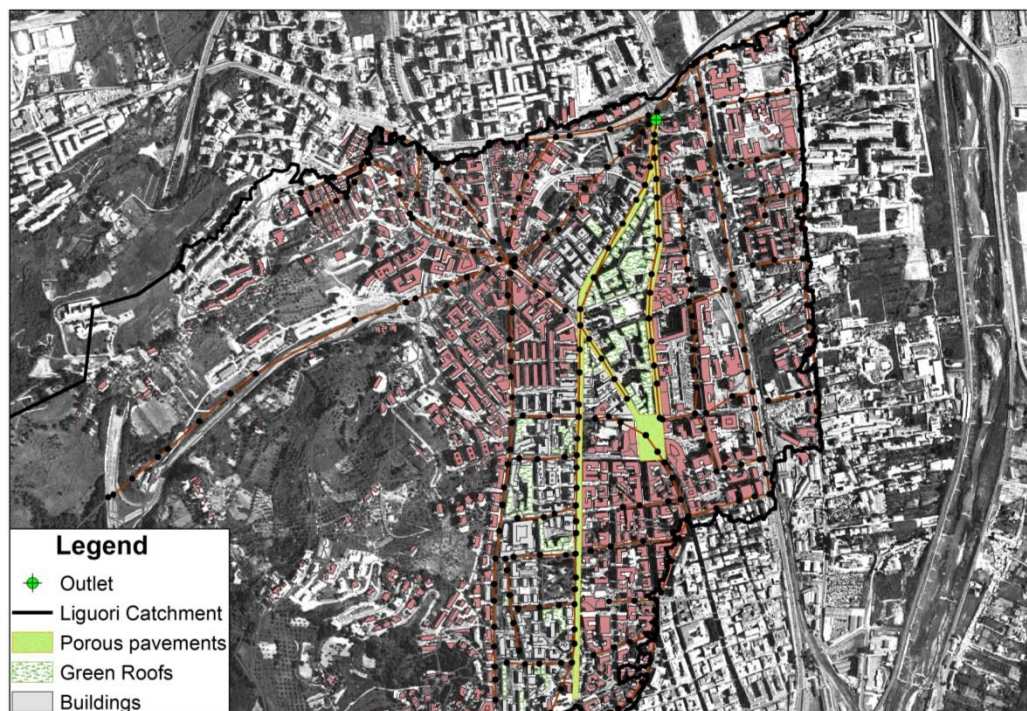 Legend
Outlet
Liguori Catchment
Porous pavements
Green Roofs
Buildings